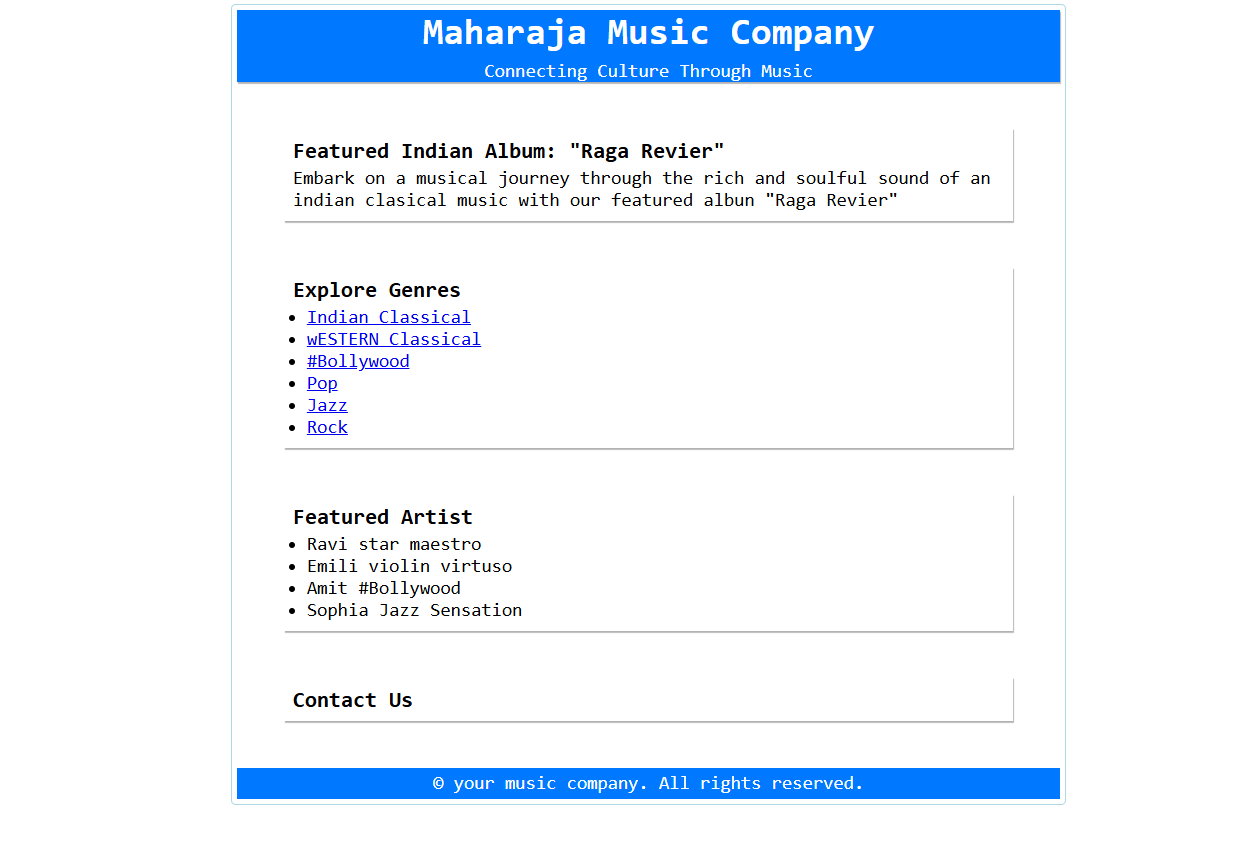 Maharaja Music Company
Connecting Culture Through Music
Featured Indian Album: "Raga Revier"
Embark on a musical journey through the rich and soulful sound of an
indian clasical music with our featured albun "Raga Revier"
Explore Genres
Indian Classical
wESTERN Classical
#Bollywood
Pop
Jazz
Rock
Featured Artist
Ravi star maestro
Emili violin virtuso
Amit #Bollywood
Sophia Jazz Sensation
Contact Us
© your music company. All rights reserved.